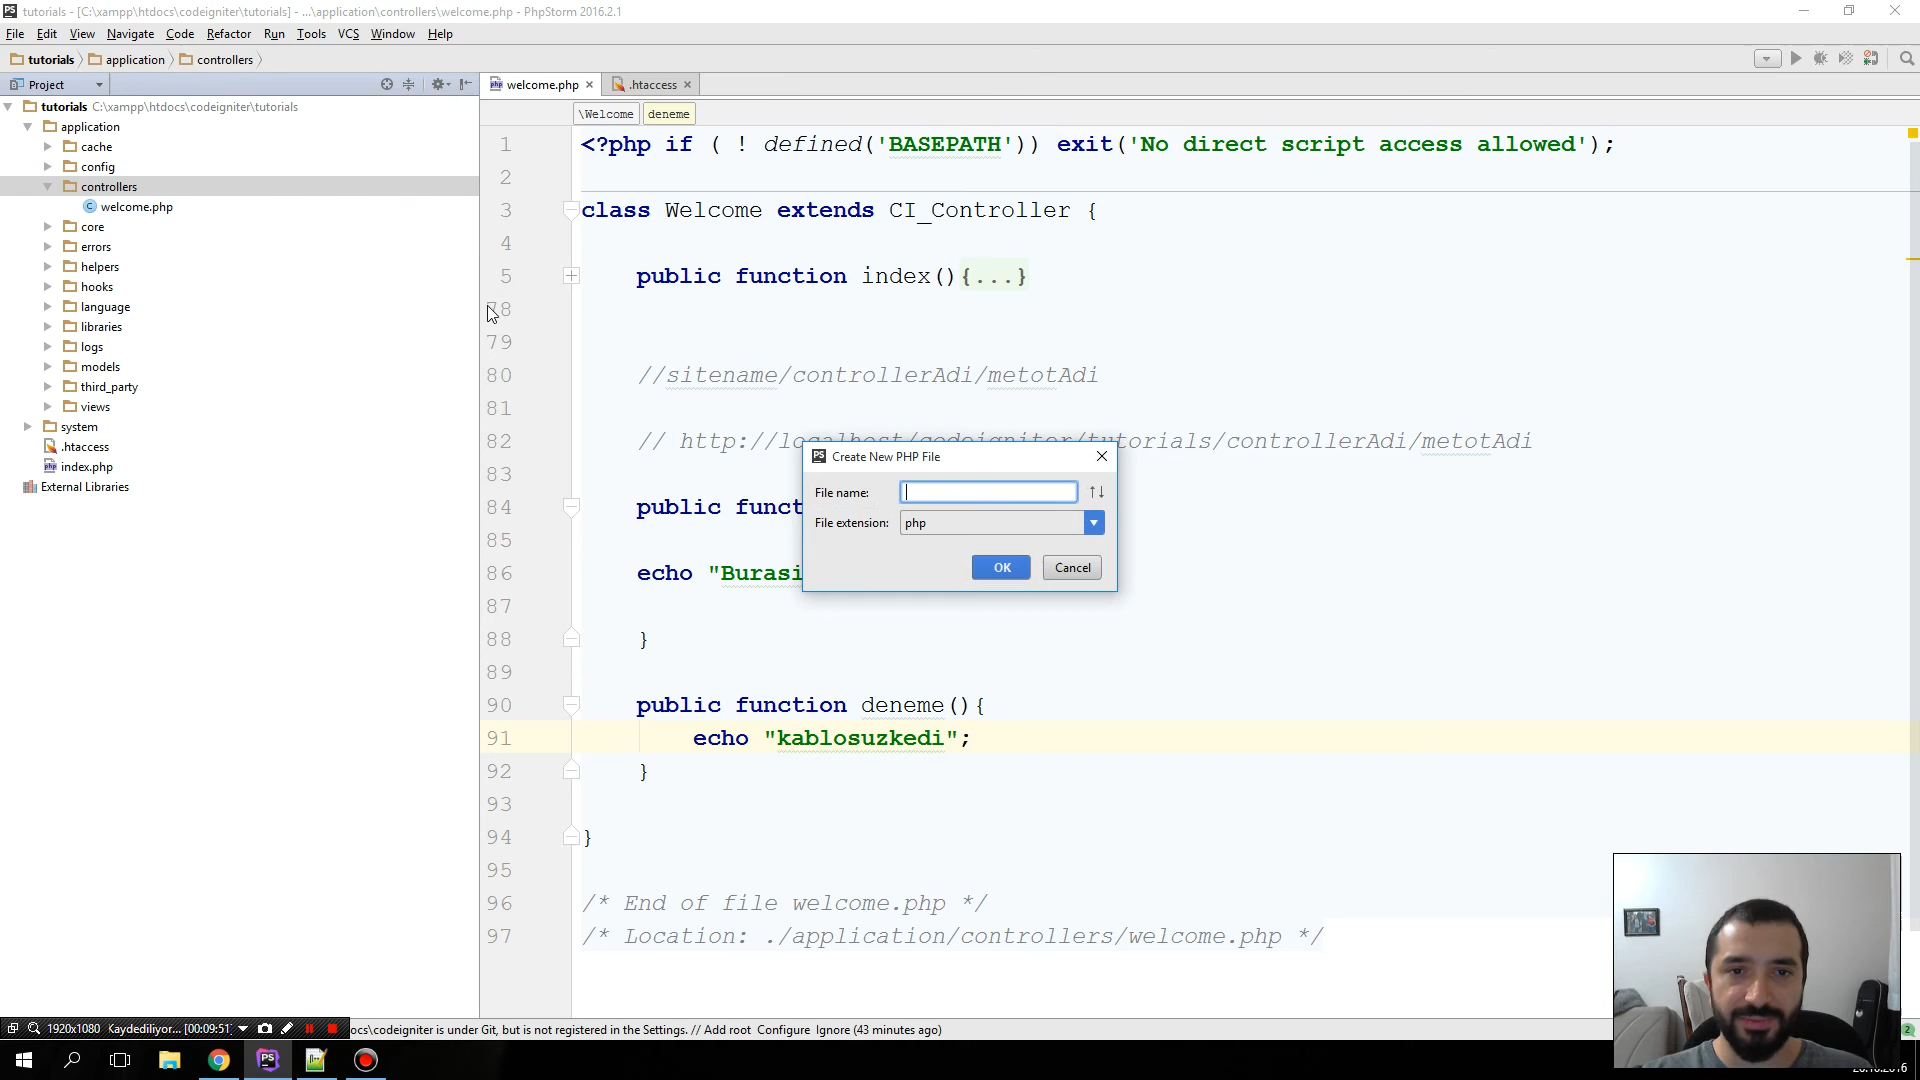 tutorials - [C:\xampp\htdocs\codeigniter\tutorials] - ...\application\controllers\welcome.php - PhpStorm 2016.2.1
File Edit View Navigate Code Refactor Run Tools VCS Window Help
tutorials application controllers
Project
welcome.php .htaccess
\Welcome deneme
tutorials C:\xampp\htdocs\codeigniter\tutorials
application
cache
config
controllers
welcome.php
core
errors
helpers
hooks
language
libraries
logs
models
third_party
views
system
.htaccess
index.php
External Libraries
1 <?php if ( ! defined('BASEPATH')) exit('No direct script access allowed');
2
3 class Welcome extends CI_Controller {
4
5 public function index(){...}
78
79
80 //sitename/controllerAdi/metotAdi
81
82 // http://localhost/codeigniter/tutorials/controllerAdi/metotAdi
83
84 public funct
85
86 echo "Burasi
87
88 }
89
90 public function deneme(){
91 echo "kablosuzkedi";
92 }
93
94 }
95
96 /* End of file welcome.php */
97 /* Location: ./application/controllers/welcome.php */
Create New PHP File
File name:
File extension: php
OK Cancel
1920x1080 Kaydediliyor... [00:09:51]
ocs\codeigniter is under Git, but is not registered in the Settings. // Add root Configure Ignore (43 minutes ago)
2